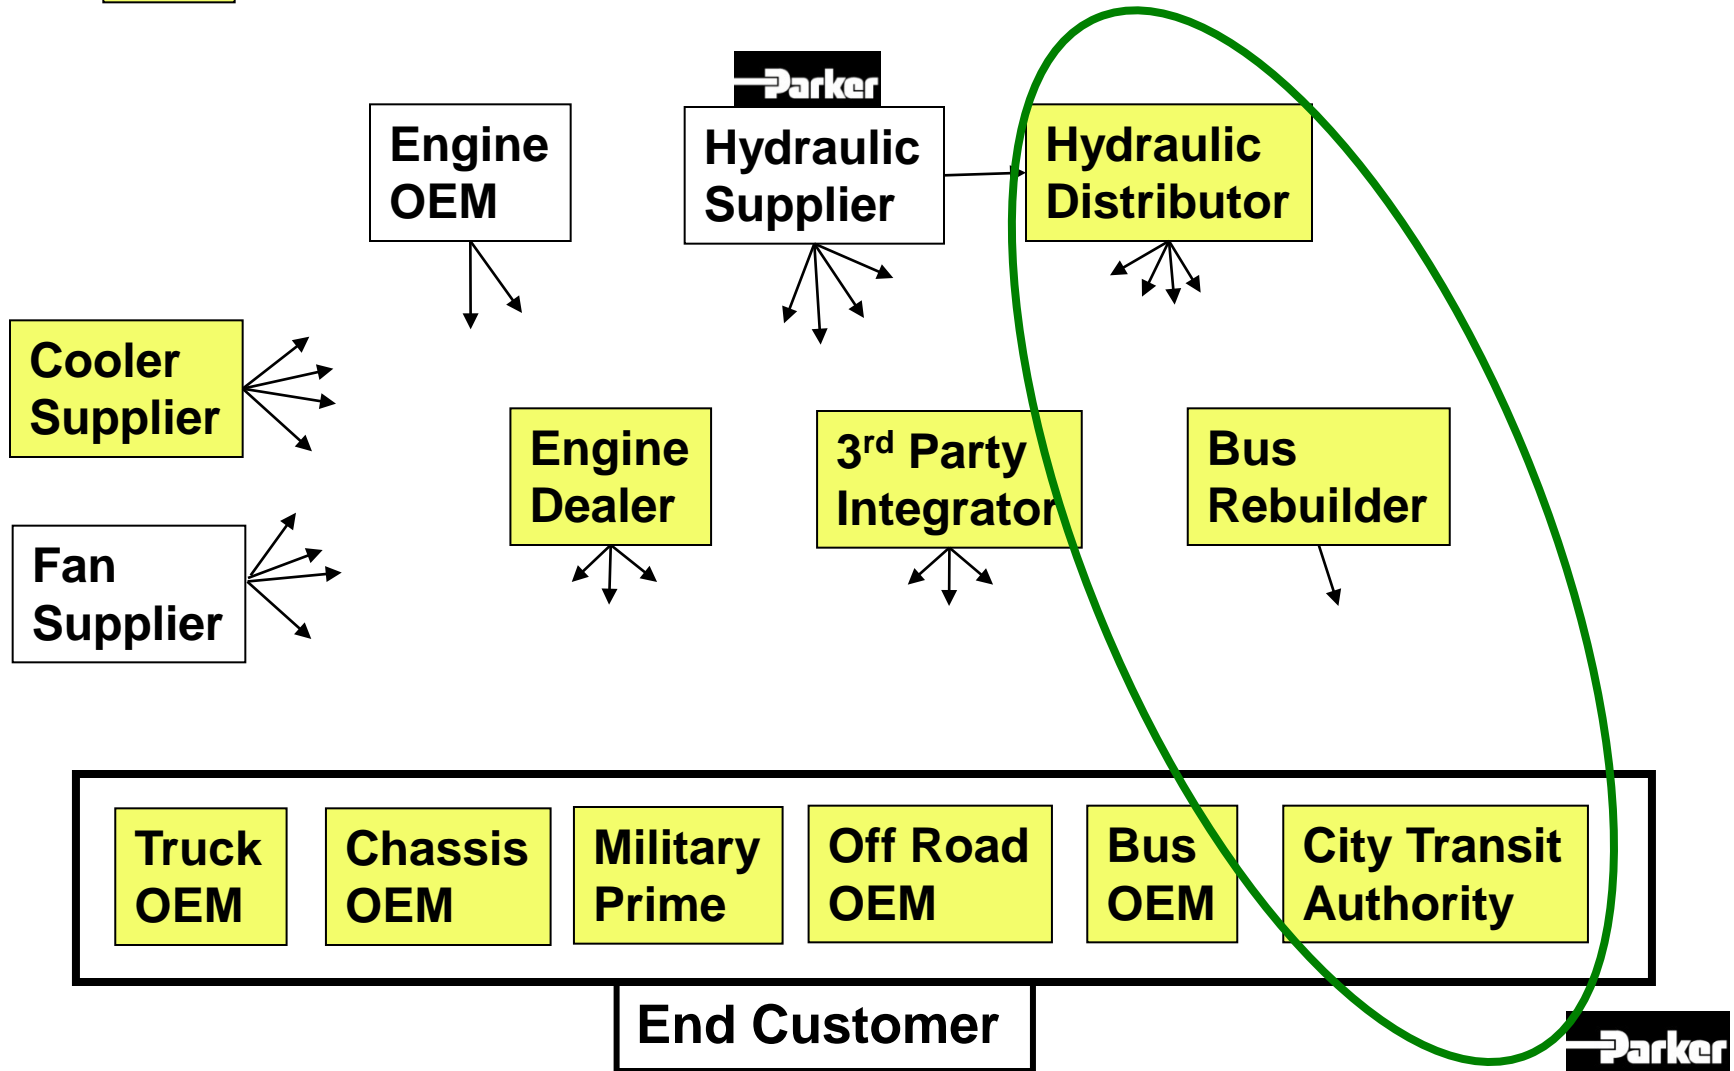 Parker
Engine
OEM
Hydraulic
Supplier
Hydraulic
Distributor
Cooler
Supplier
Engine
Dealer
3rd Party
Integrator
Bus
Rebuilder
Fan
Supplier
Truck
OEM
Chassis
OEM
Military
Prime
Off Road
OEM
Bus
OEM
City Transit
Authority
End Customer
Parker